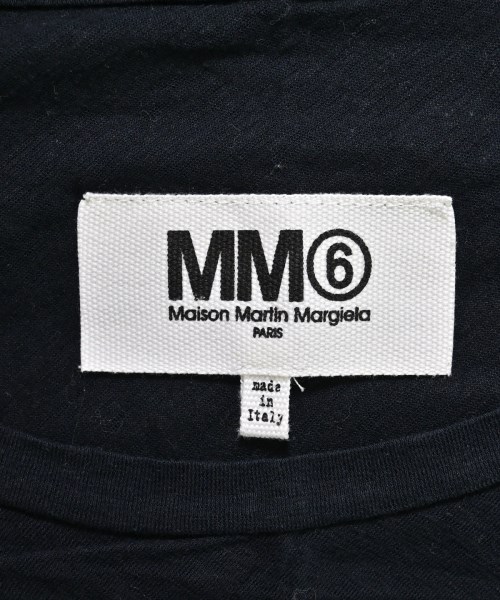 MM⑥
Maison Martin Margiela
PARIS
made
in
Italy